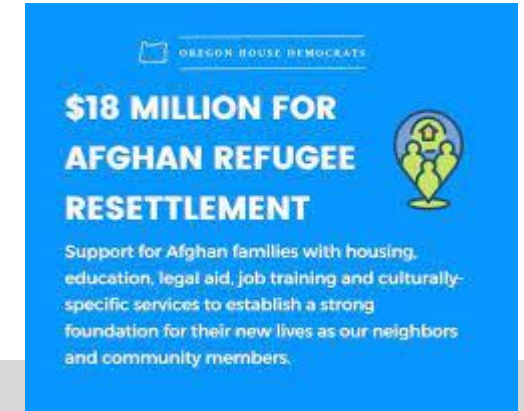 OREGON HOUSE DEMOCRATS
$18 MILLION FOR
AFGHAN REFUGEE
RESETTLEMENT
Support for Afghan families with housing,
education, legal aid, job training and culturally-
specific services to establish a strong
foundation for their new lives as our neighbors
and community members.